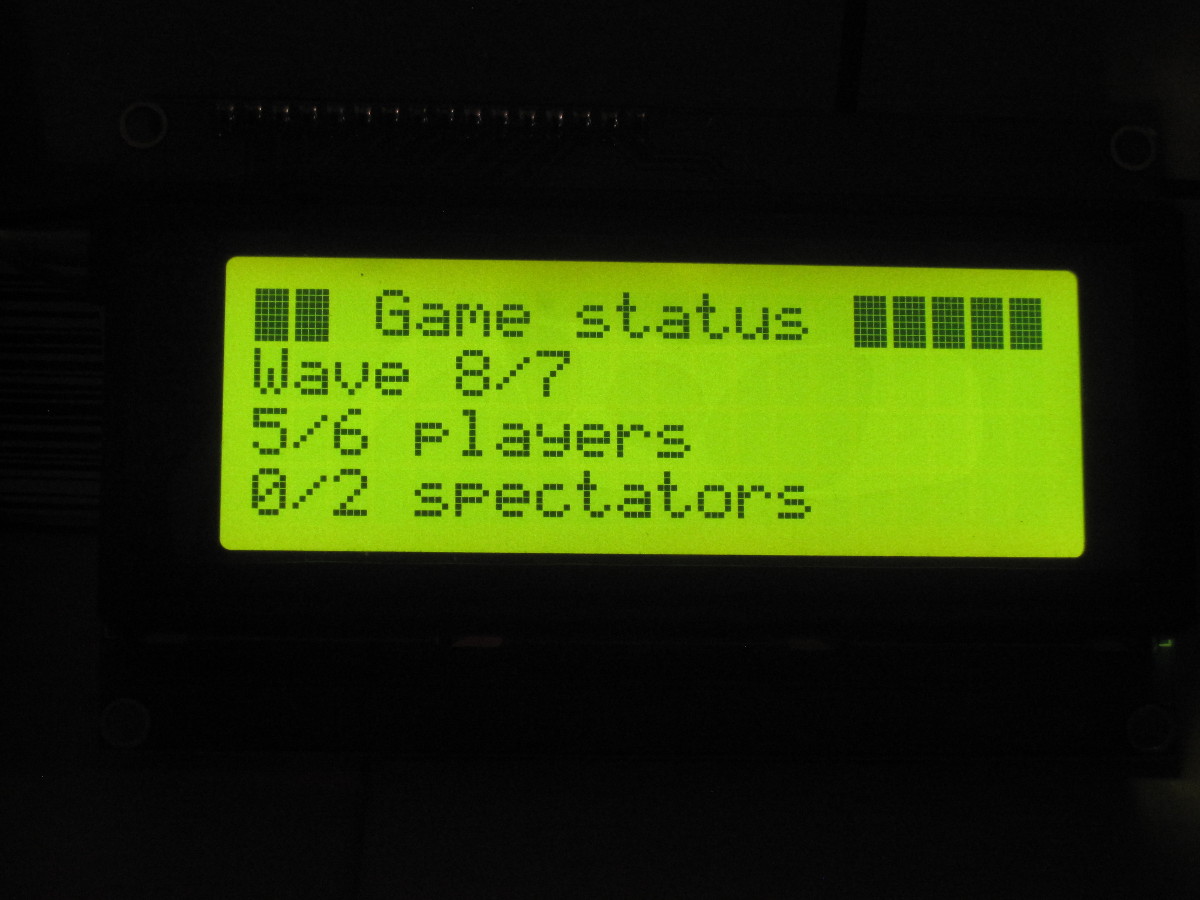 ██ Game status █████
Wave 8/7
5/6 players
0/2 spectators